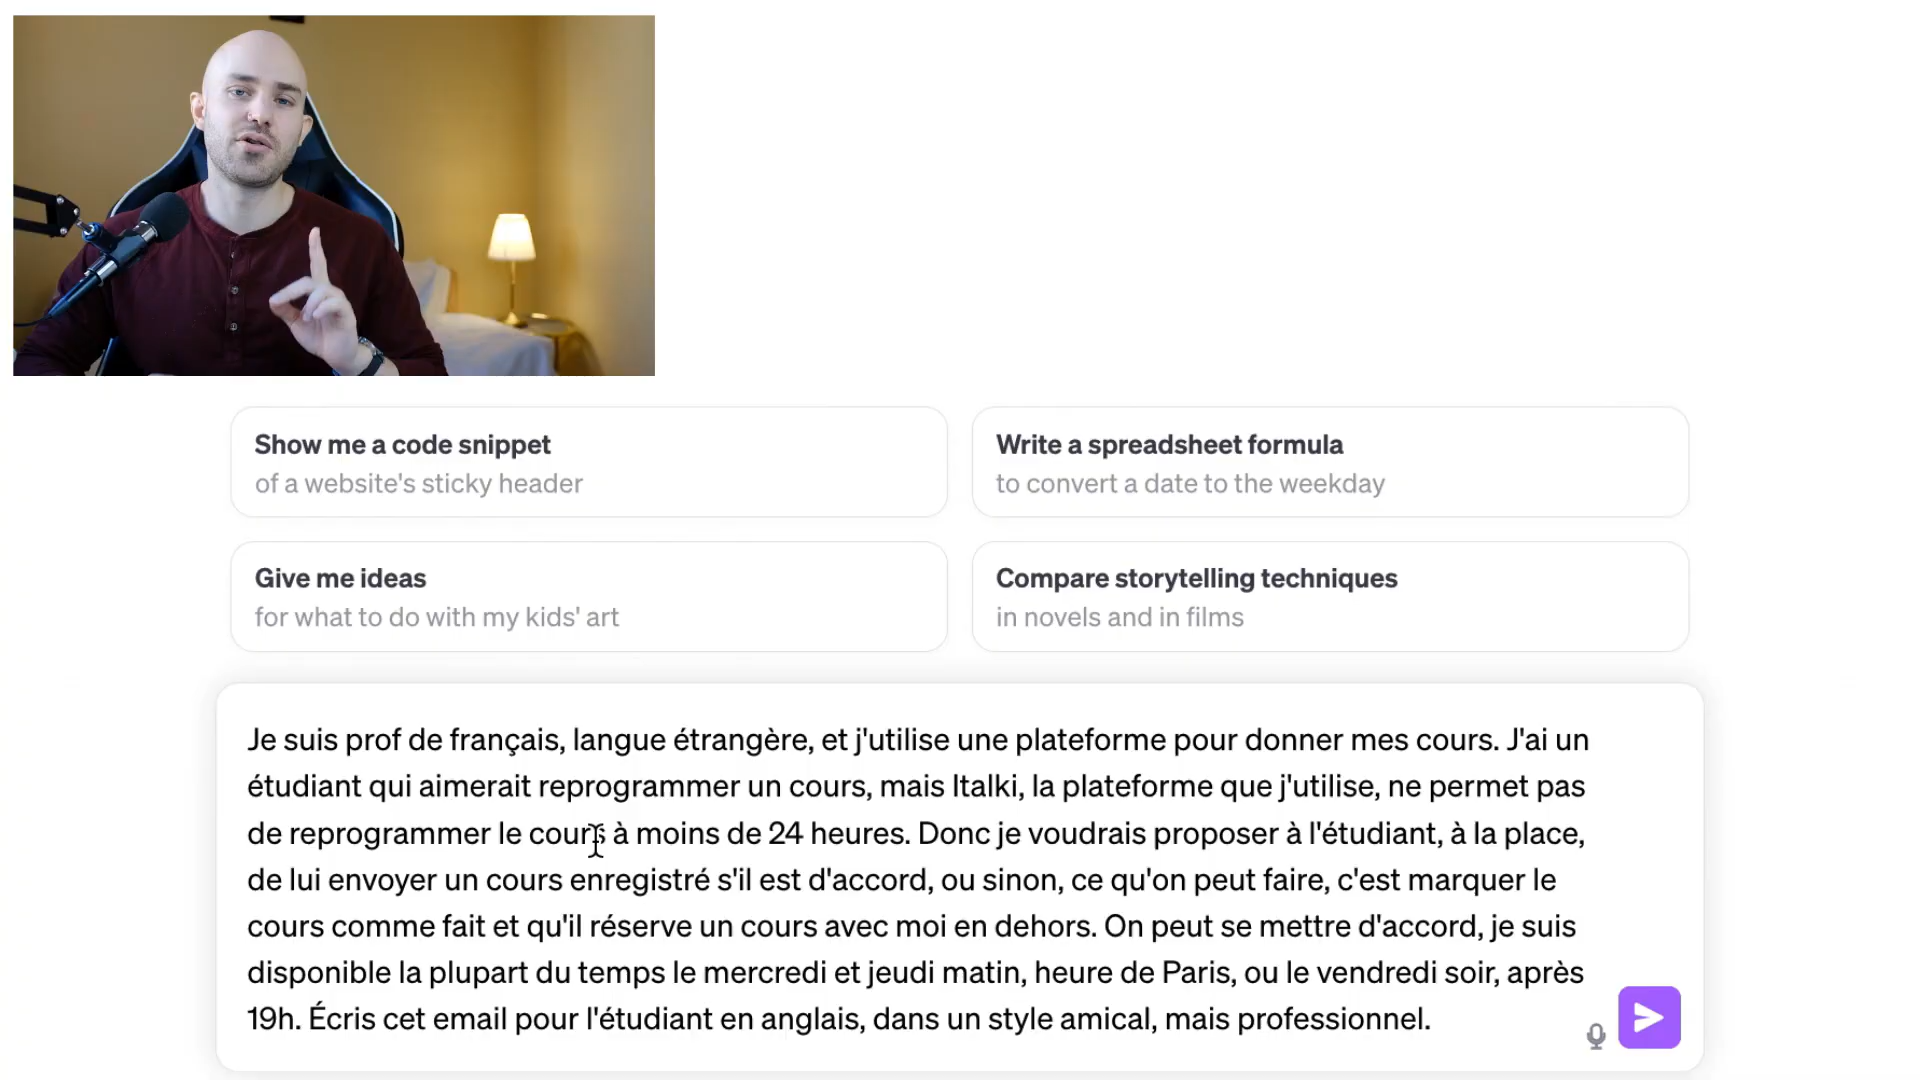 Show me a code snippet
of a website's sticky header
Write a spreadsheet formula
to convert a date to the weekday
Give me ideas
for what to do with my kids' art
Compare storytelling techniques
in novels and in films
Je suis prof de français, langue étrangère, et j'utilise une plateforme pour donner mes cours. J'ai un
étudiant qui aimerait reprogrammer un cours, mais Italki, la plateforme que j'utilise, ne permet pas
de reprogrammer le cours à moins de 24 heures. Donc je voudrais proposer à l'étudiant, à la place,
de lui envoyer un cours enregistré s'il est d'accord, ou sinon, ce qu'on peut faire, c'est marquer le
cours comme fait et qu'il réserve un cours avec moi en dehors. On peut se mettre d'accord, je suis
disponible la plupart du temps le mercredi et jeudi matin, heure de Paris, ou le vendredi soir, après
19h. Écris cet email pour l'étudiant en anglais, dans un style amical, mais professionnel.